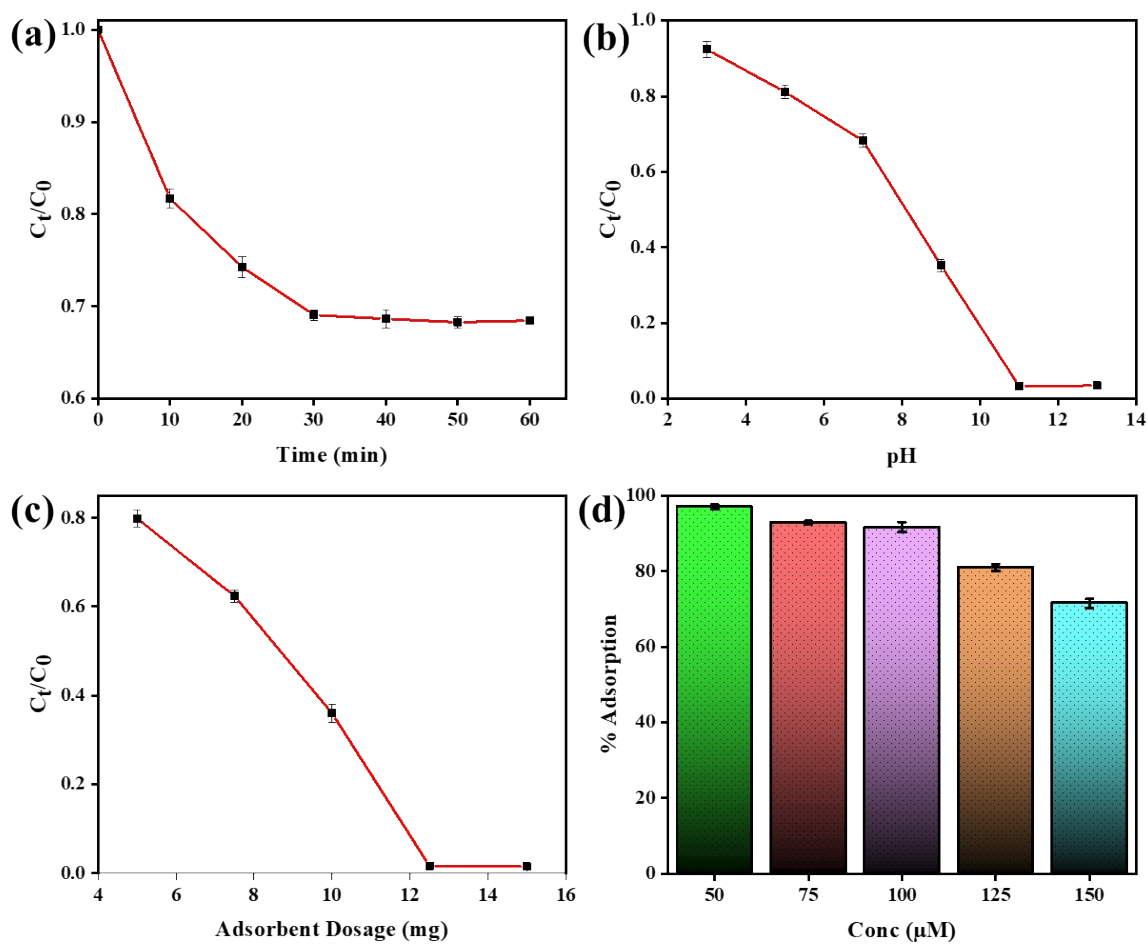 (a)
1.0
0.9
0.8
0.7
0.6
Ct/C0
0 10 20 30 40 50 60
Time (min)
(b)
1.0
0.8
0.6
0.4
0.2
0.0
Ct/C0
2 4 6 8 10 12 14
pH
(c)
0.8
0.6
0.4
0.2
0.0
Ct/C0
4 6 8 10 12 14 16
Adsorbent Dosage (mg)
(d)
100
80
60
40
20
0
% Adsorption
50 75 100 125 150
Conc (μM)